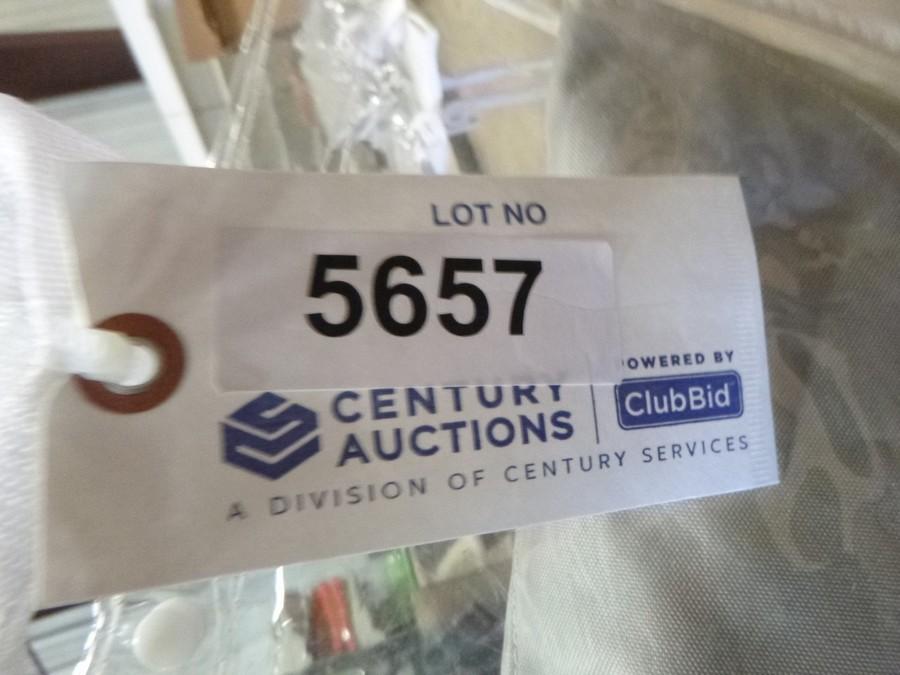 LOT NO
5657
CENTURY
AUCTIONS
POWERED BY
ClubBid
A DIVISION OF CENTURY SERVICES